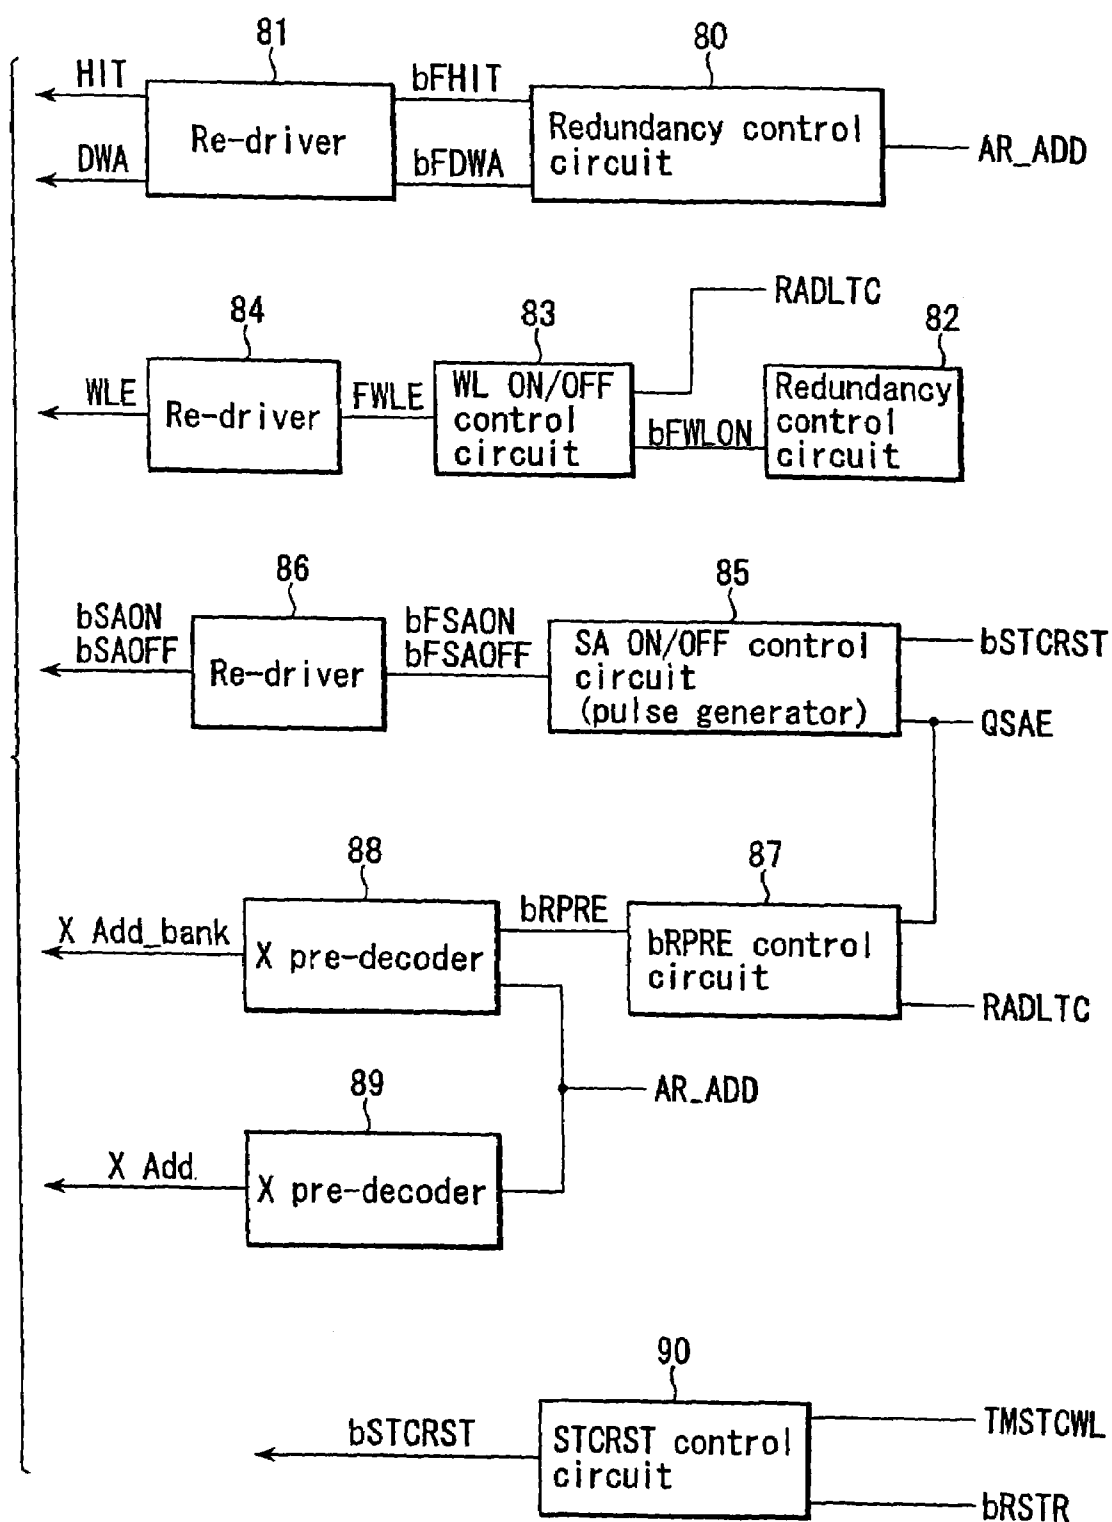 81
80
HIT
bFHIT
Re-driver
Redundancy control
circuit
AR_ADD
DWA
bFDWA
RADLTC
84
83
82
WLE
FWLE
Re-driver
WL ON/OFF
control
circuit
bFWLON
Redundancy
control
circuit
86
85
bSAON
bSAOFF
bFSAON
bFSAOFF
Re-driver
SA ON/OFF control
circuit
(pulse generator)
bSTCRST
QSAE
88
87
X Add_bank
X pre-decoder
bRPRE
bRPRE control
circuit
RADLTC
89
AR_ADD
X Add
X pre-decoder
90
bSTCRST
STCRST control
circuit
TMSTCWL
bRSTR